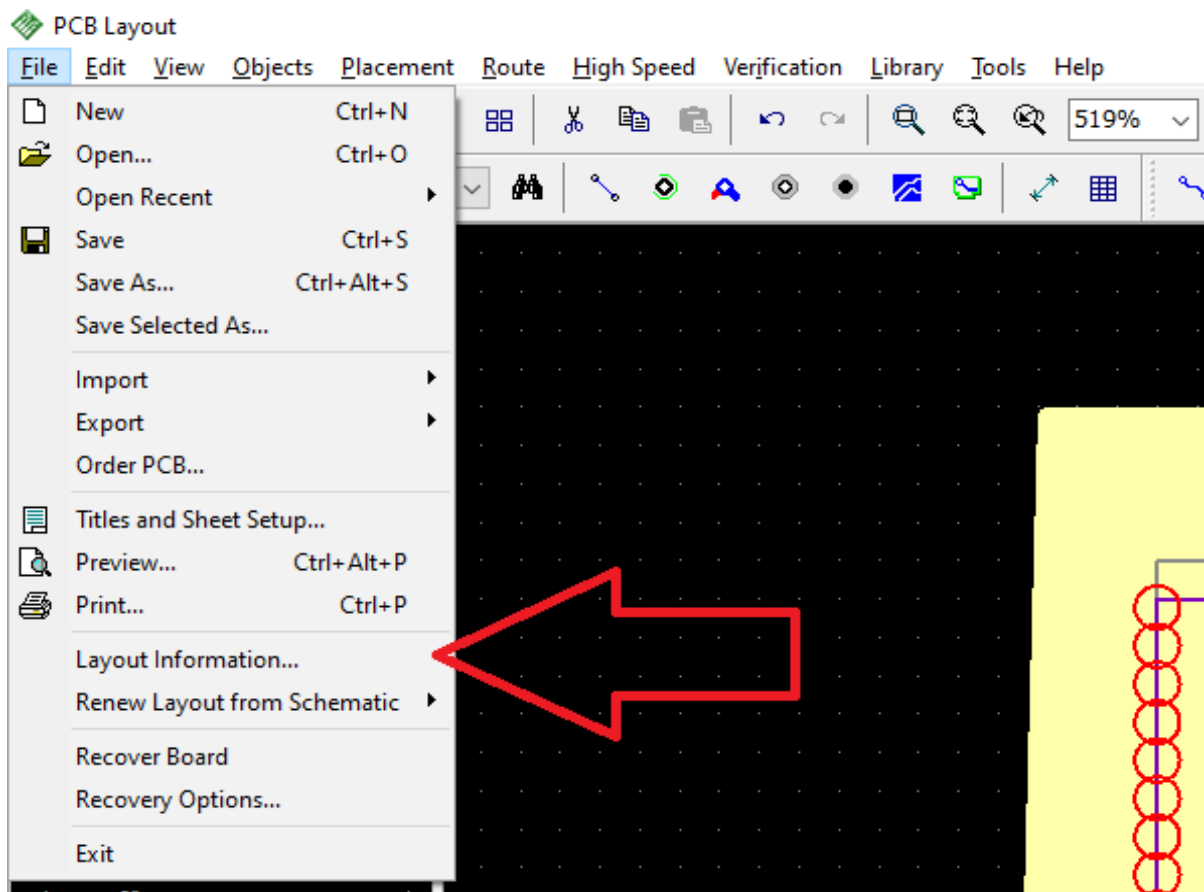 PCB Layout
File Edit View Objects Placement Route High Speed Verification Library Tools Help
New Ctrl+N
519%
Open... Ctrl+O
Open Recent
Save Ctrl+S
Save As... Ctrl+Alt+S
Save Selected As...
Import
Export
Order PCB...
Titles and Sheet Setup...
Preview... Ctrl+Alt+P
Print... Ctrl+P
Layout Information...
Renew Layout from Schematic
Recover Board
Recovery Options...
Exit